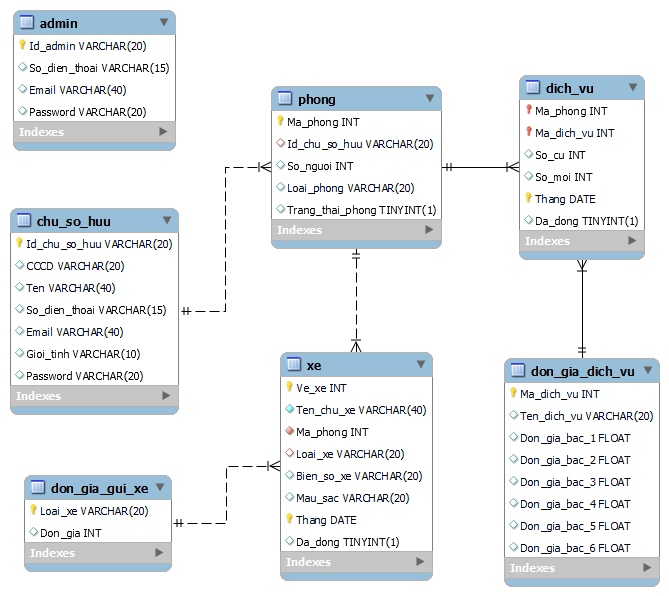 admin
Id_admin VARCHAR(20)
So_dien_thoai VARCHAR(15)
Email VARCHAR(40)
Password VARCHAR(20)
Indexes
phong
Ma_phong INT
Id_chu_so_huu VARCHAR(20)
So_nguoi INT
Loai_phong VARCHAR(20)
Trang_thai_phong TINYINT(1)
Indexes
dich_vu
Ma_phong INT
Ma_dich_vu INT
So_cu INT
So_moi INT
Thang DATE
Da_dong TINYINT(1)
Indexes
chu_so_huu
Id_chu_so_huu VARCHAR(20)
CCCD VARCHAR(20)
Ten VARCHAR(40)
So_dien_thoai VARCHAR(15)
Email VARCHAR(40)
Gioi_tinh VARCHAR(10)
Password VARCHAR(20)
Indexes
xe
Ve_xe INT
Ten_chu_xe VARCHAR(40)
Ma_phong INT
Loai_xe VARCHAR(20)
Bien_so_xe VARCHAR(20)
Mau_sac VARCHAR(20)
Thang DATE
Da_dong TINYINT(1)
Indexes
don_gia_dich_vu
Ma_dich_vu INT
Ten_dich_vu VARCHAR(20)
Don_gia_bac_1 FLOAT
Don_gia_bac_2 FLOAT
Don_gia_bac_3 FLOAT
Don_gia_bac_4 FLOAT
Don_gia_bac_5 FLOAT
Don_gia_bac_6 FLOAT
Indexes
don_gia_gui_xe
Loai_xe VARCHAR(20)
Don_gia INT
Indexes